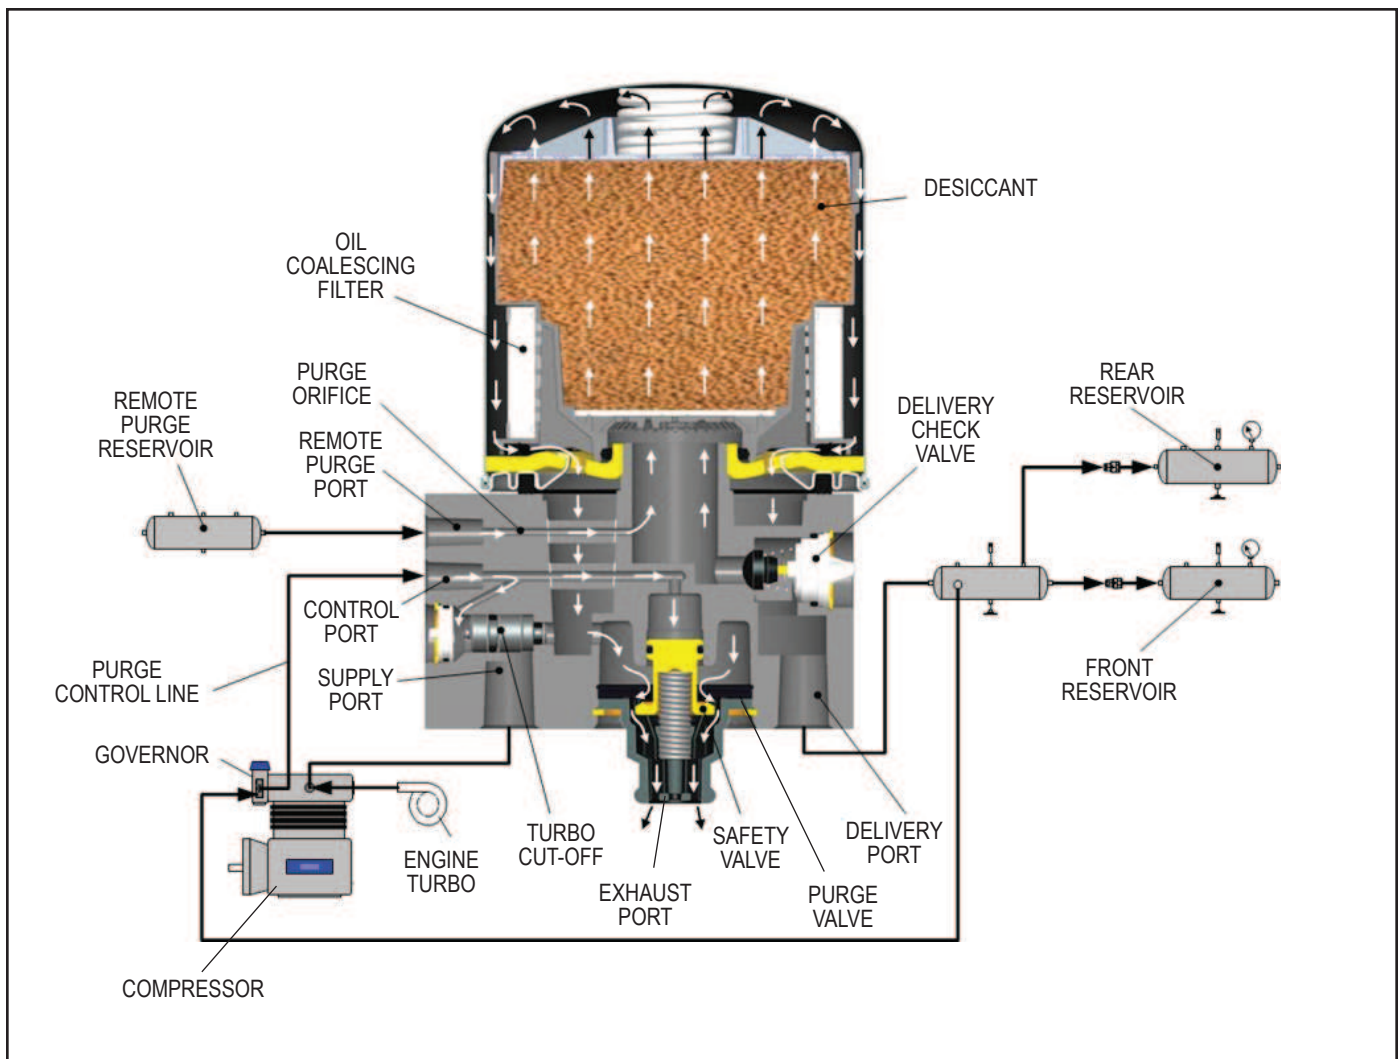 DESICCANT
OIL
COALESCING
FILTER
PURGE
ORIFICE
REMOTE
PURGE
RESERVOIR
REMOTE
PURGE
PORT
DELIVERY
CHECK
VALVE
REAR
RESERVOIR
CONTROL
PORT
PURGE
CONTROL LINE
SUPPLY
PORT
FRONT
RESERVOIR
GOVERNOR
ENGINE
TURBO
TURBO
CUT-OFF
EXHAUST
PORT
SAFETY
VALVE
PURGE
VALVE
DELIVERY
PORT
COMPRESSOR